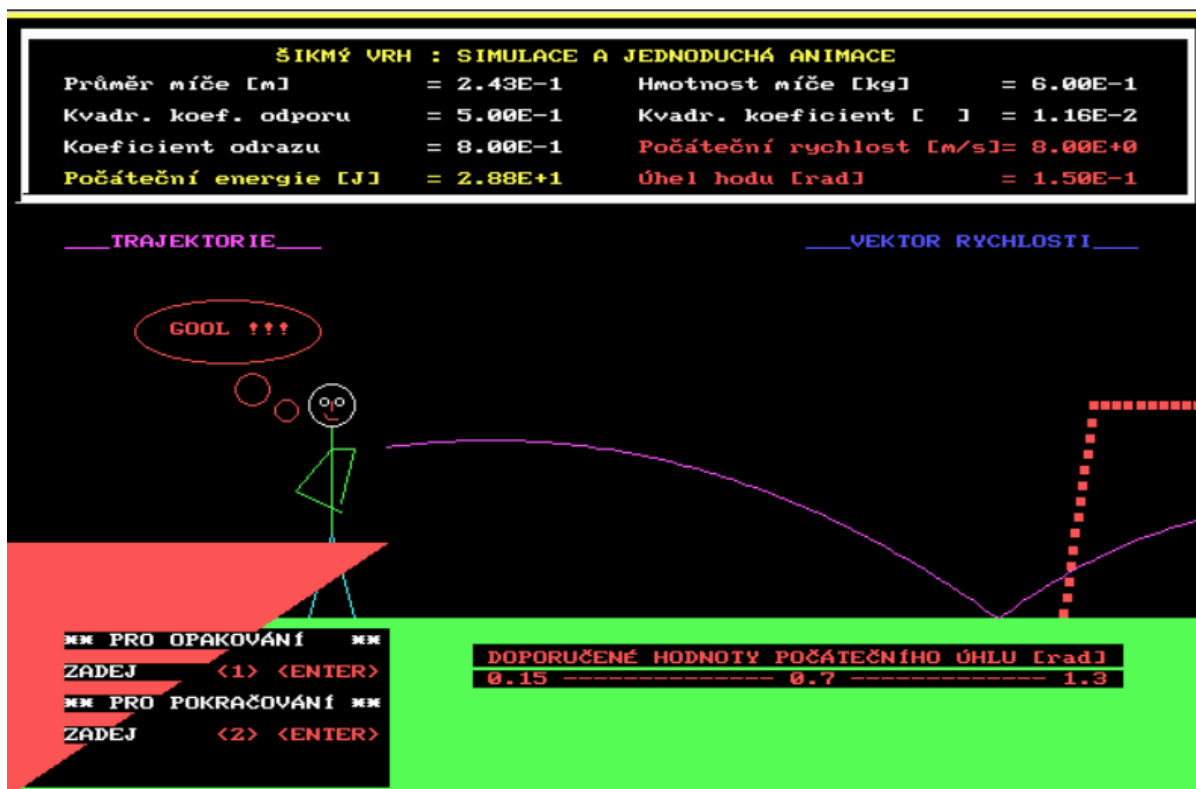 ŠIKMÝ VRH : SIMULACE A JEDNODUCHÁ ANIMACE
Průměr míče [m] = 2.43E-1 Hmotnost míče [kg] = 6.00E-1
Kvadr. koef. odporu = 5.00E-1 Kvadr. koeficient [ ] = 1.16E-2
Koeficient odrazu = 8.00E-1 Počáteční rychlost [m/s]= 8.00E+0
Počáteční energie [J] = 2.88E+1 Úhel hodu [rad] = 1.50E-1
____TRAJEKTORIE____ ____VEKTOR RYCHLOSTI____
GOOL !!!
** PRO OPAKOVÁNÍ **
ZADEJ <1> <ENTER>
** PRO POKRAČOVÁNÍ **
ZADEJ <2> <ENTER>
DOPORUČENÉ HODNOTY POČÁTEČNÍHO ÚHLU [rad]
0.15 -------------- 0.7 ------------- 1.3